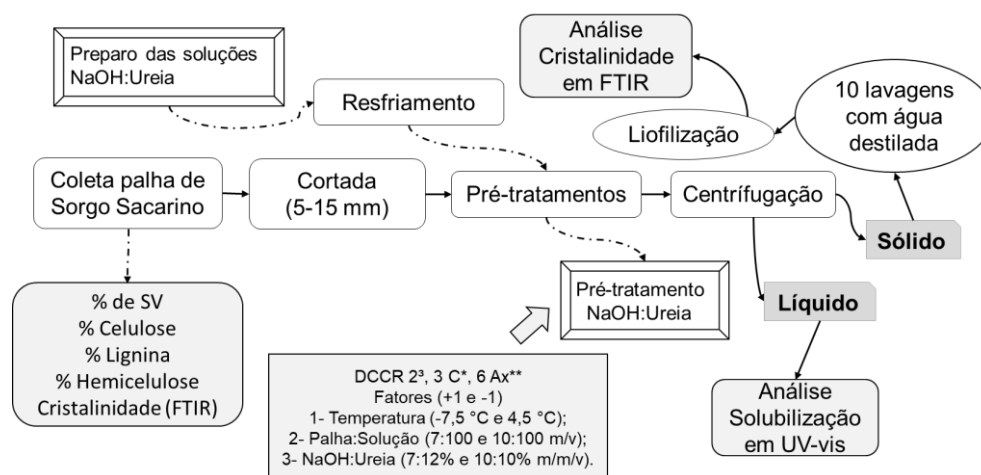 Preparo das soluções
NaOH:Ureia
Resfriamento
Análise
Cristalinidade
em FTIR
Liofilização
10 lavagens
com água
destilada
Coleta palha de
Sorgo Sacarino
Cortada
(5-15 mm)
Pré-tratamentos
Centrífugação
Sólido
% de SV
% Celulose
% Lignina
% Hemicelulose
Cristalinidade (FTIR)
Pré-tratamento
NaOH:Ureia
Líquido
DCCR 2³, 3 C*, 6 Ax**
Fatores (+1 e -1)
1- Temperatura (-7,5 °C e 4,5 °C);
2- Palha:Solução (7:100 e 10:100 m/v);
3- NaOH:Ureia (7:12% e 10:10% m/m/v).
Análise
Solubilização
em UV-vis